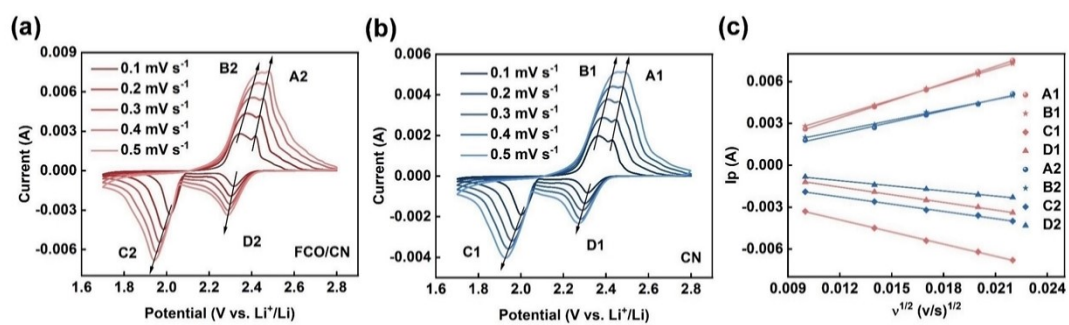 (a)
0.009
0.006
0.003
0.000
-0.003
-0.006
Current (A)
0.1 mV s⁻¹
0.2 mV s⁻¹
0.3 mV s⁻¹
0.4 mV s⁻¹
0.5 mV s⁻¹
B2
A2
C2
D2
FCO/CN
1.6 1.8 2.0 2.2 2.4 2.6 2.8
Potential (V vs. Li⁺/Li)
(b)
0.006
0.004
0.002
0.000
-0.002
-0.004
Current (A)
0.1 mV s⁻¹
0.2 mV s⁻¹
0.3 mV s⁻¹
0.4 mV s⁻¹
0.5 mV s⁻¹
B1
A1
C1
D1
CN
1.6 1.8 2.0 2.2 2.4 2.6 2.8
Potential (V vs. Li⁺/Li)
(c)
0.006
0.003
0.000
-0.003
-0.006
Ip (A)
A1
B1
C1
D1
A2
B2
C2
D2
0.009 0.012 0.015 0.018 0.021 0.024
ν¹/² (v/s)¹/²